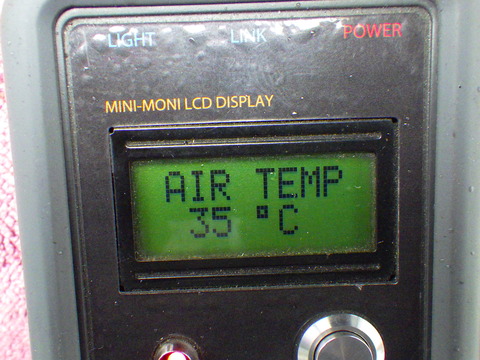 LIGHT LINK POWER
MINI-MONI LCD DISPLAY
AIR TEMP
35 °C